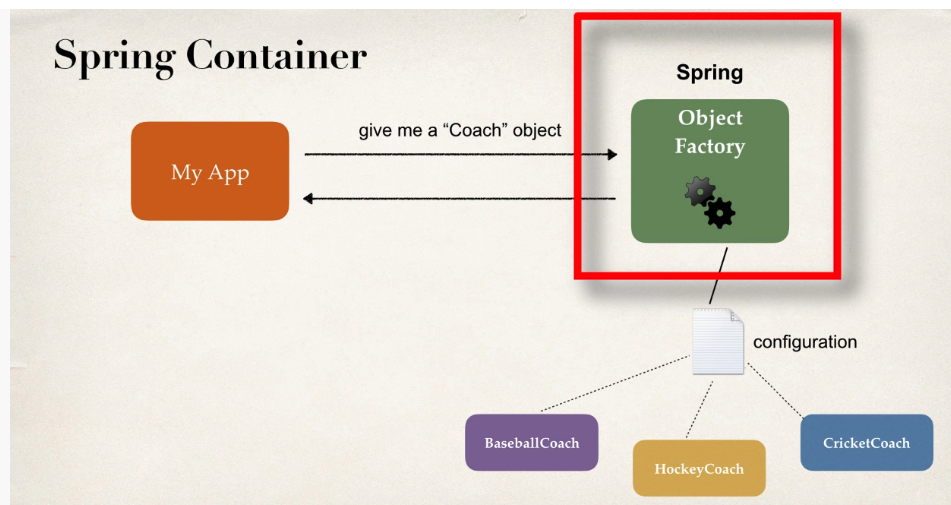 Spring Container
Spring
My App
give me a “Coach” object
Object
Factory
configuration
BaseballCoach
HockeyCoach
CricketCoach